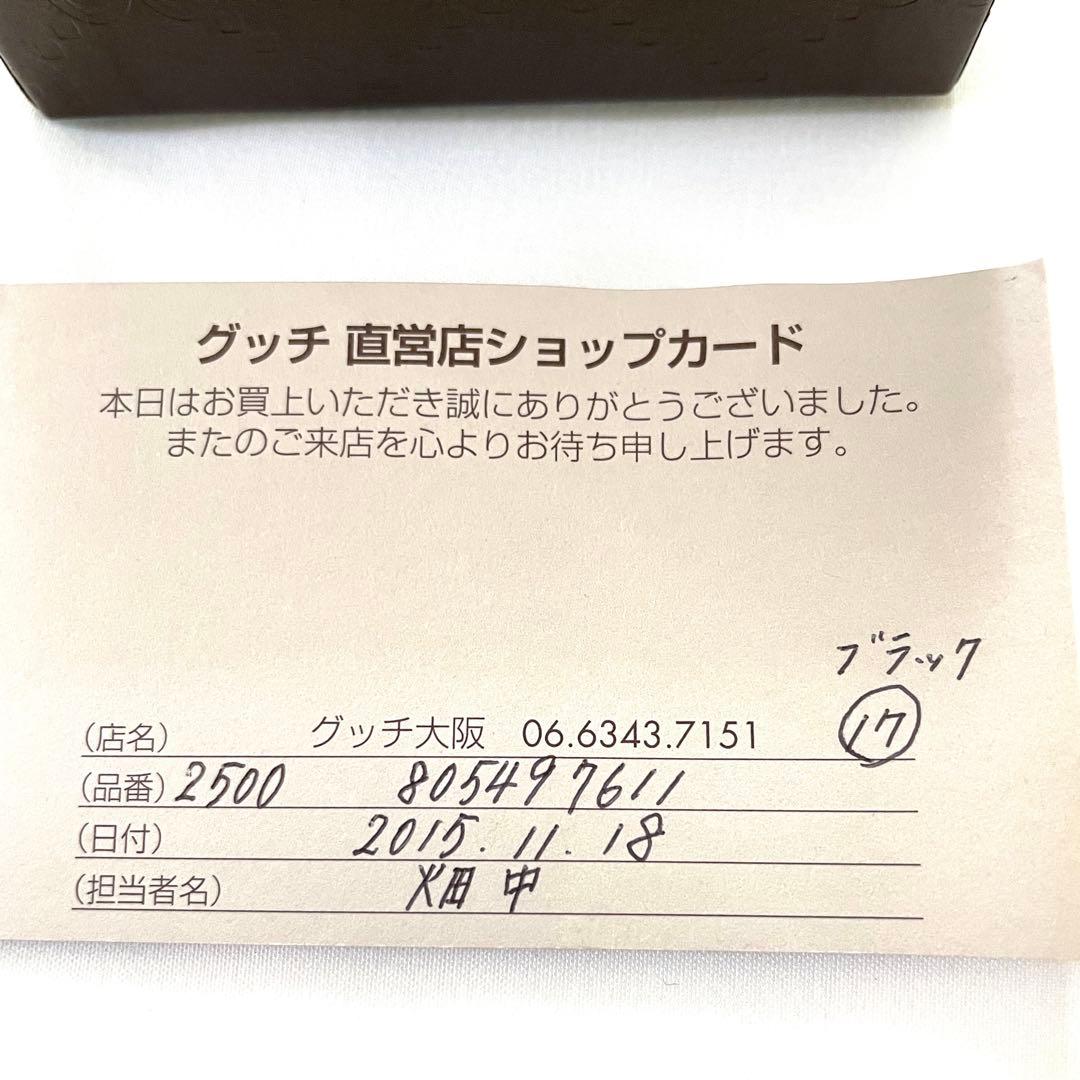 グッチ 直営店ショップカード
本日はお買上いただき誠にありがとうございました。
またのご来店を心よりお待ち申し上げます。
ブラック
(店名) グッチ大阪 06.6343.7151 17
(品番) 2500 805497611
(日付) 2015.11.18
(担当者名) 畑中